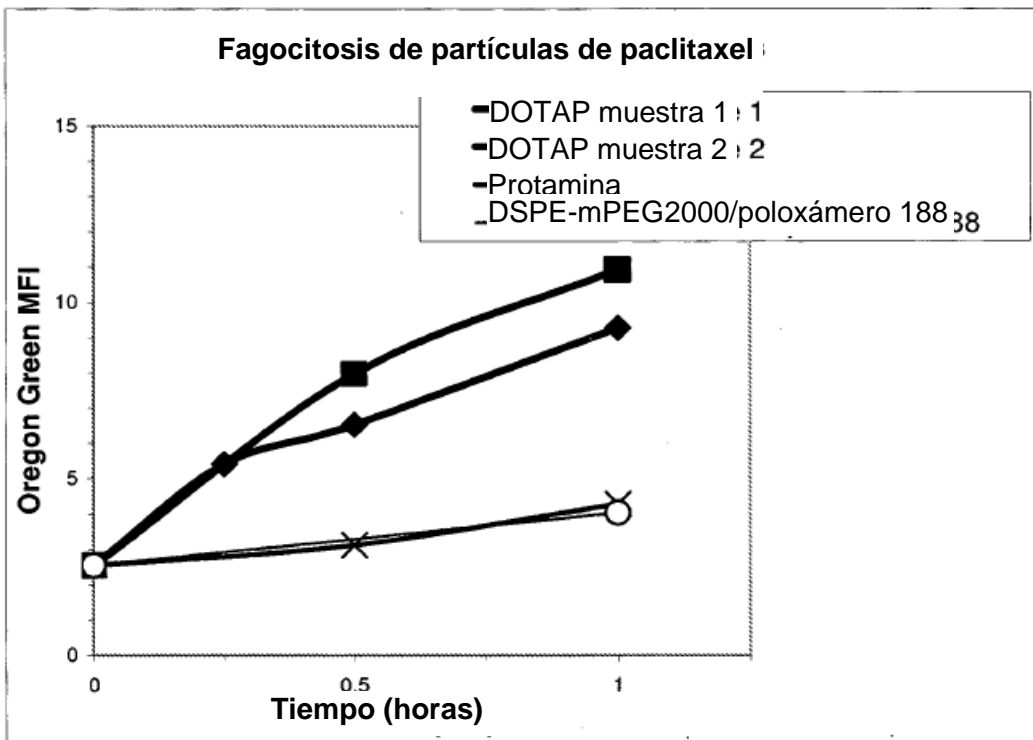 Fagocitosis de partículas de paclitaxel
DOTAP muestra 1 e 1
DOTAP muestra 2 e 2
Protamina
DSPE-mPEG2000/poloxámero 188 88
15
10
5
0
Oregon Green MFI
0
0.5
1
Tiempo (horas)